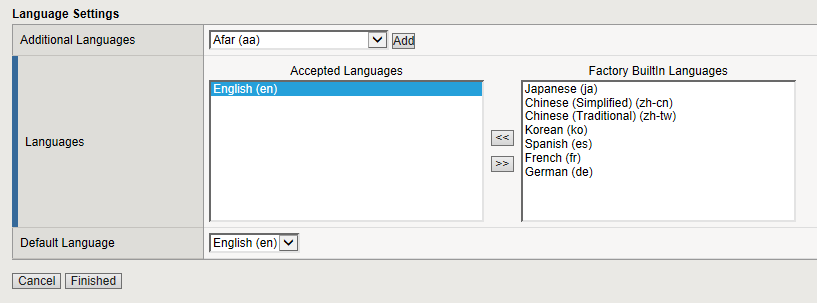 Language Settings
Additional Languages
Afar (aa)
Add
Languages
Accepted Languages
English (en)
<<
>>
Factory BuiltIn Languages
Japanese (ja)
Chinese (Simplified) (zh-cn)
Chinese (Traditional) (zh-tw)
Korean (ko)
Spanish (es)
French (fr)
German (de)
Default Language
English (en)
Cancel
Finished